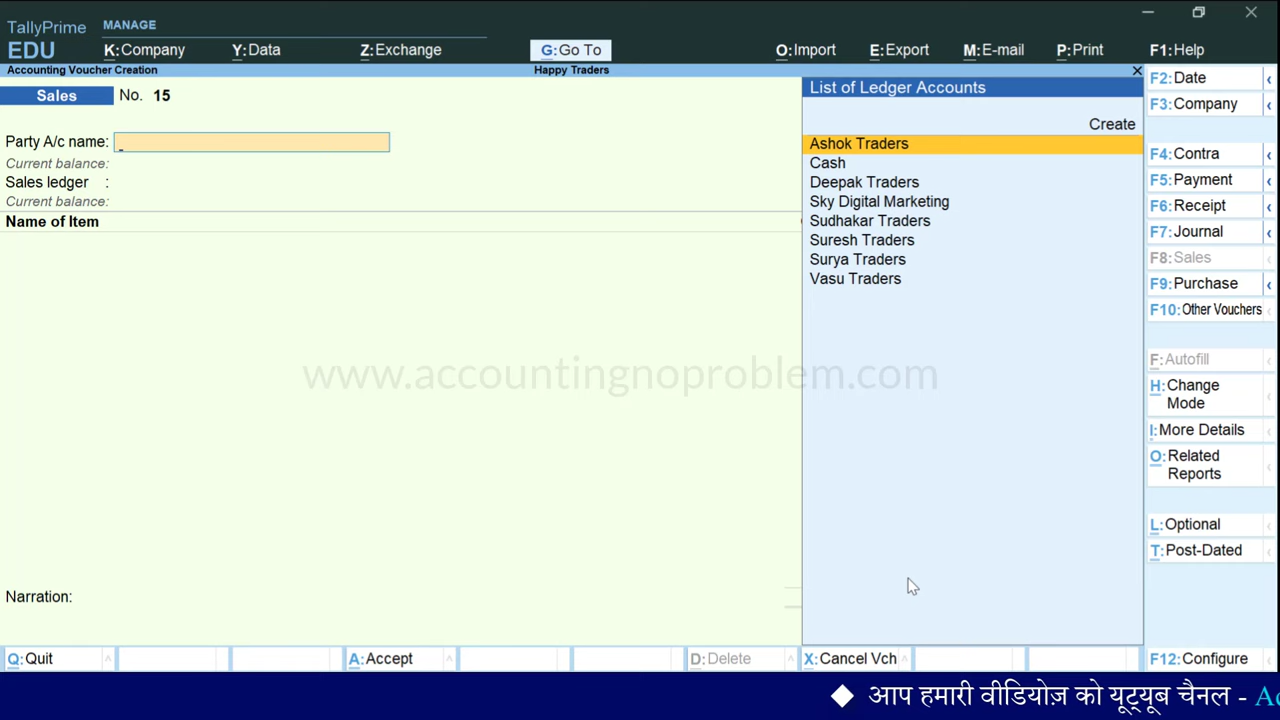 TallyPrime MANAGE
EDU K:Company Y:Data Z:Exchange G:Go To O:Import E:Export M:E-mail P:Print F1:Help
Accounting Voucher Creation Happy Traders
Sales No. 15
Party A/c name:
Current balance:
Sales ledger :
Current balance:
Name of Item
List of Ledger Accounts
Create
Ashok Traders
Cash
Deepak Traders
Sky Digital Marketing
Sudhakar Traders
Suresh Traders
Surya Traders
Vasu Traders
F2:Date
F3:Company
F4:Contra
F5:Payment
F6:Receipt
F7:Journal
F8:Sales
F9:Purchase
F10:Other Vouchers
F:Autofill
H:Change
Mode
I:More Details
O:Related
Reports
L:Optional
T:Post-Dated
www.accountingnoproblem.com
Narration:
Q:Quit A:Accept D:Delete X:Cancel Vch F12:Configure
आप हमारी वीडियोज़ को यूट्यूब चैनल -